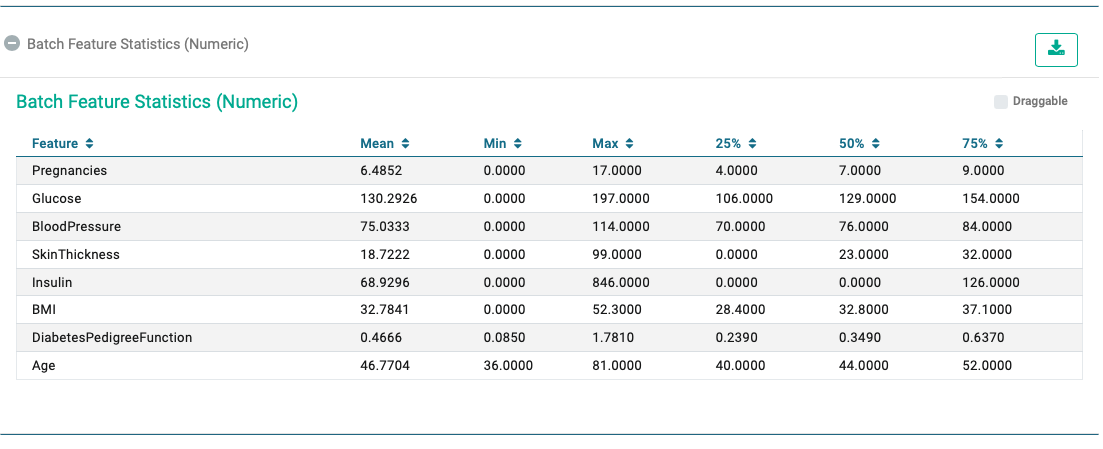 Batch Feature Statistics (Numeric)
Batch Feature Statistics (Numeric)
Draggable
Feature Mean Min Max 25% 50% 75%
Pregnancies 6.4852 0.0000 17.0000 4.0000 7.0000 9.0000
Glucose 130.2926 0.0000 197.0000 106.0000 129.0000 154.0000
BloodPressure 75.0333 0.0000 114.0000 70.0000 76.0000 84.0000
SkinThickness 18.7222 0.0000 99.0000 0.0000 23.0000 32.0000
Insulin 68.9296 0.0000 846.0000 0.0000 0.0000 126.0000
BMI 32.7841 0.0000 52.3000 28.4000 32.8000 37.1000
DiabetesPedigreeFunction 0.4666 0.0850 1.7810 0.2390 0.3490 0.6370
Age 46.7704 36.0000 81.0000 40.0000 44.0000 52.0000